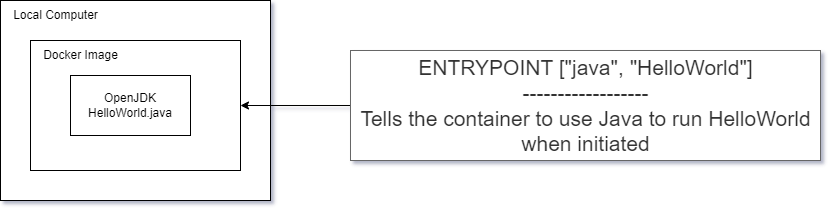 Local Computer
Docker Image
OpenJDK
HelloWorld.java
ENTRYPOINT ["java", "HelloWorld"]
------------------
Tells the container to use Java to run HelloWorld
when initiated